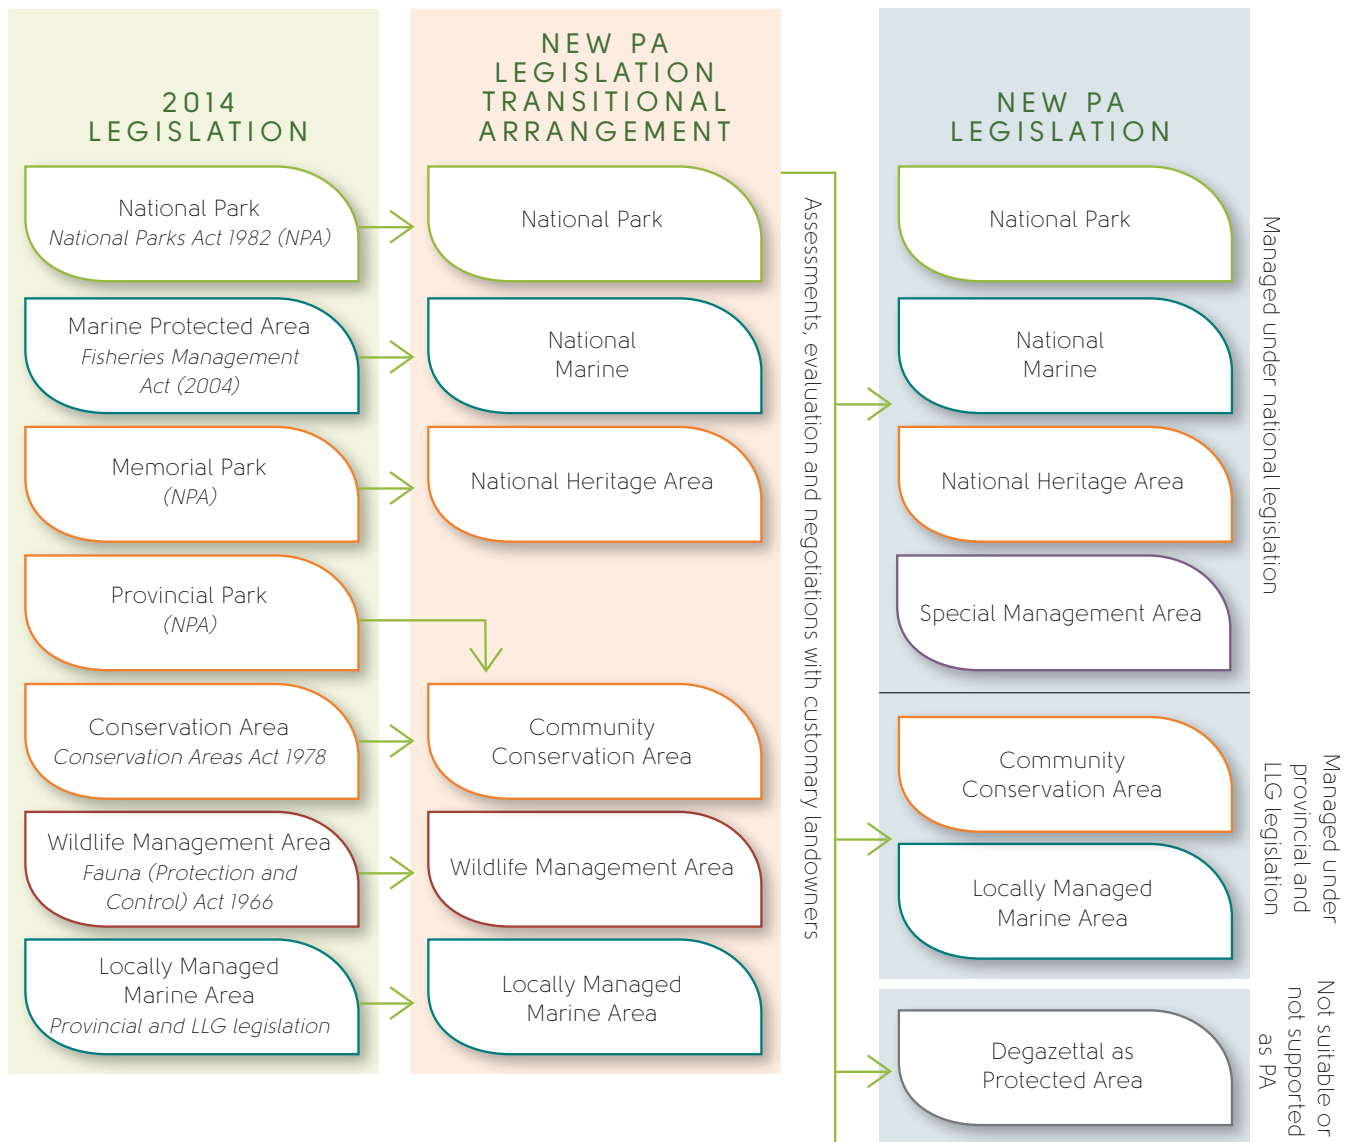 2014
LEGISLATION
National Park
National Parks Act 1982 (NPA)
Marine Protected Area
Fisheries Management
Act (2004)
Memorial Park
(NPA)
Provincial Park
(NPA)
Conservation Area
Conservation Areas Act 1978
Wildlife Management Area
Fauna (Protection and
Control) Act 1966
Locally Managed
Marine Area
Provincial and LLG legislation
NEW PA
LEGISLATION
TRANSITIONAL
ARRANGEMENT
National Park
National
Marine
National Heritage Area
Community
Conservation Area
Wildlife Management Area
Locally Managed
Marine Area
Assessments, evaluation and negotiations with customary landowners
NEW PA
LEGISLATION
National Park
National
Marine
National Heritage Area
Special Management Area
Community
Conservation Area
Locally Managed
Marine Area
Degazettal as
Protected Area
Managed under national legislation
Managed under
provincial and
LLG legislation
Not suitable or
not supported
as PA